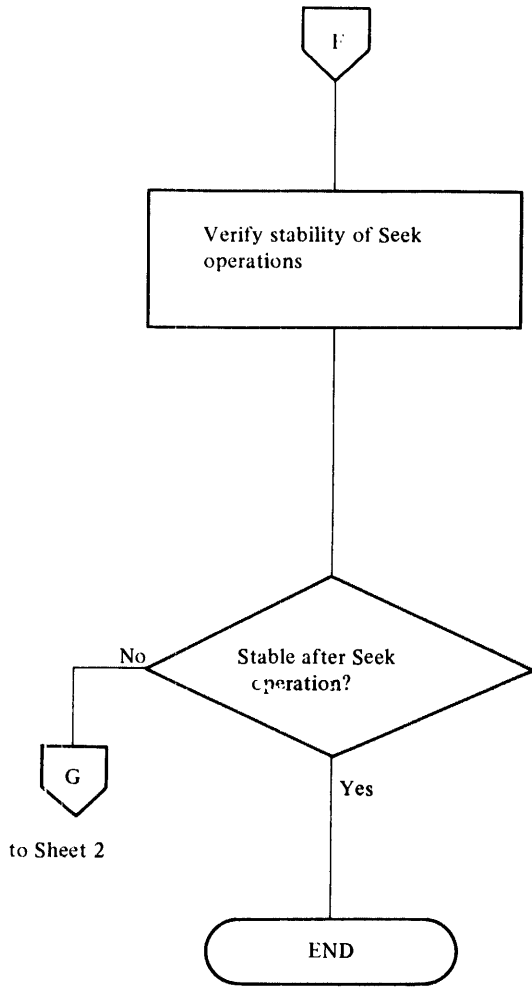 F
Verify stability of Seek
operations
Stable after Seek
operation?
No
Yes
G
to Sheet 2
END